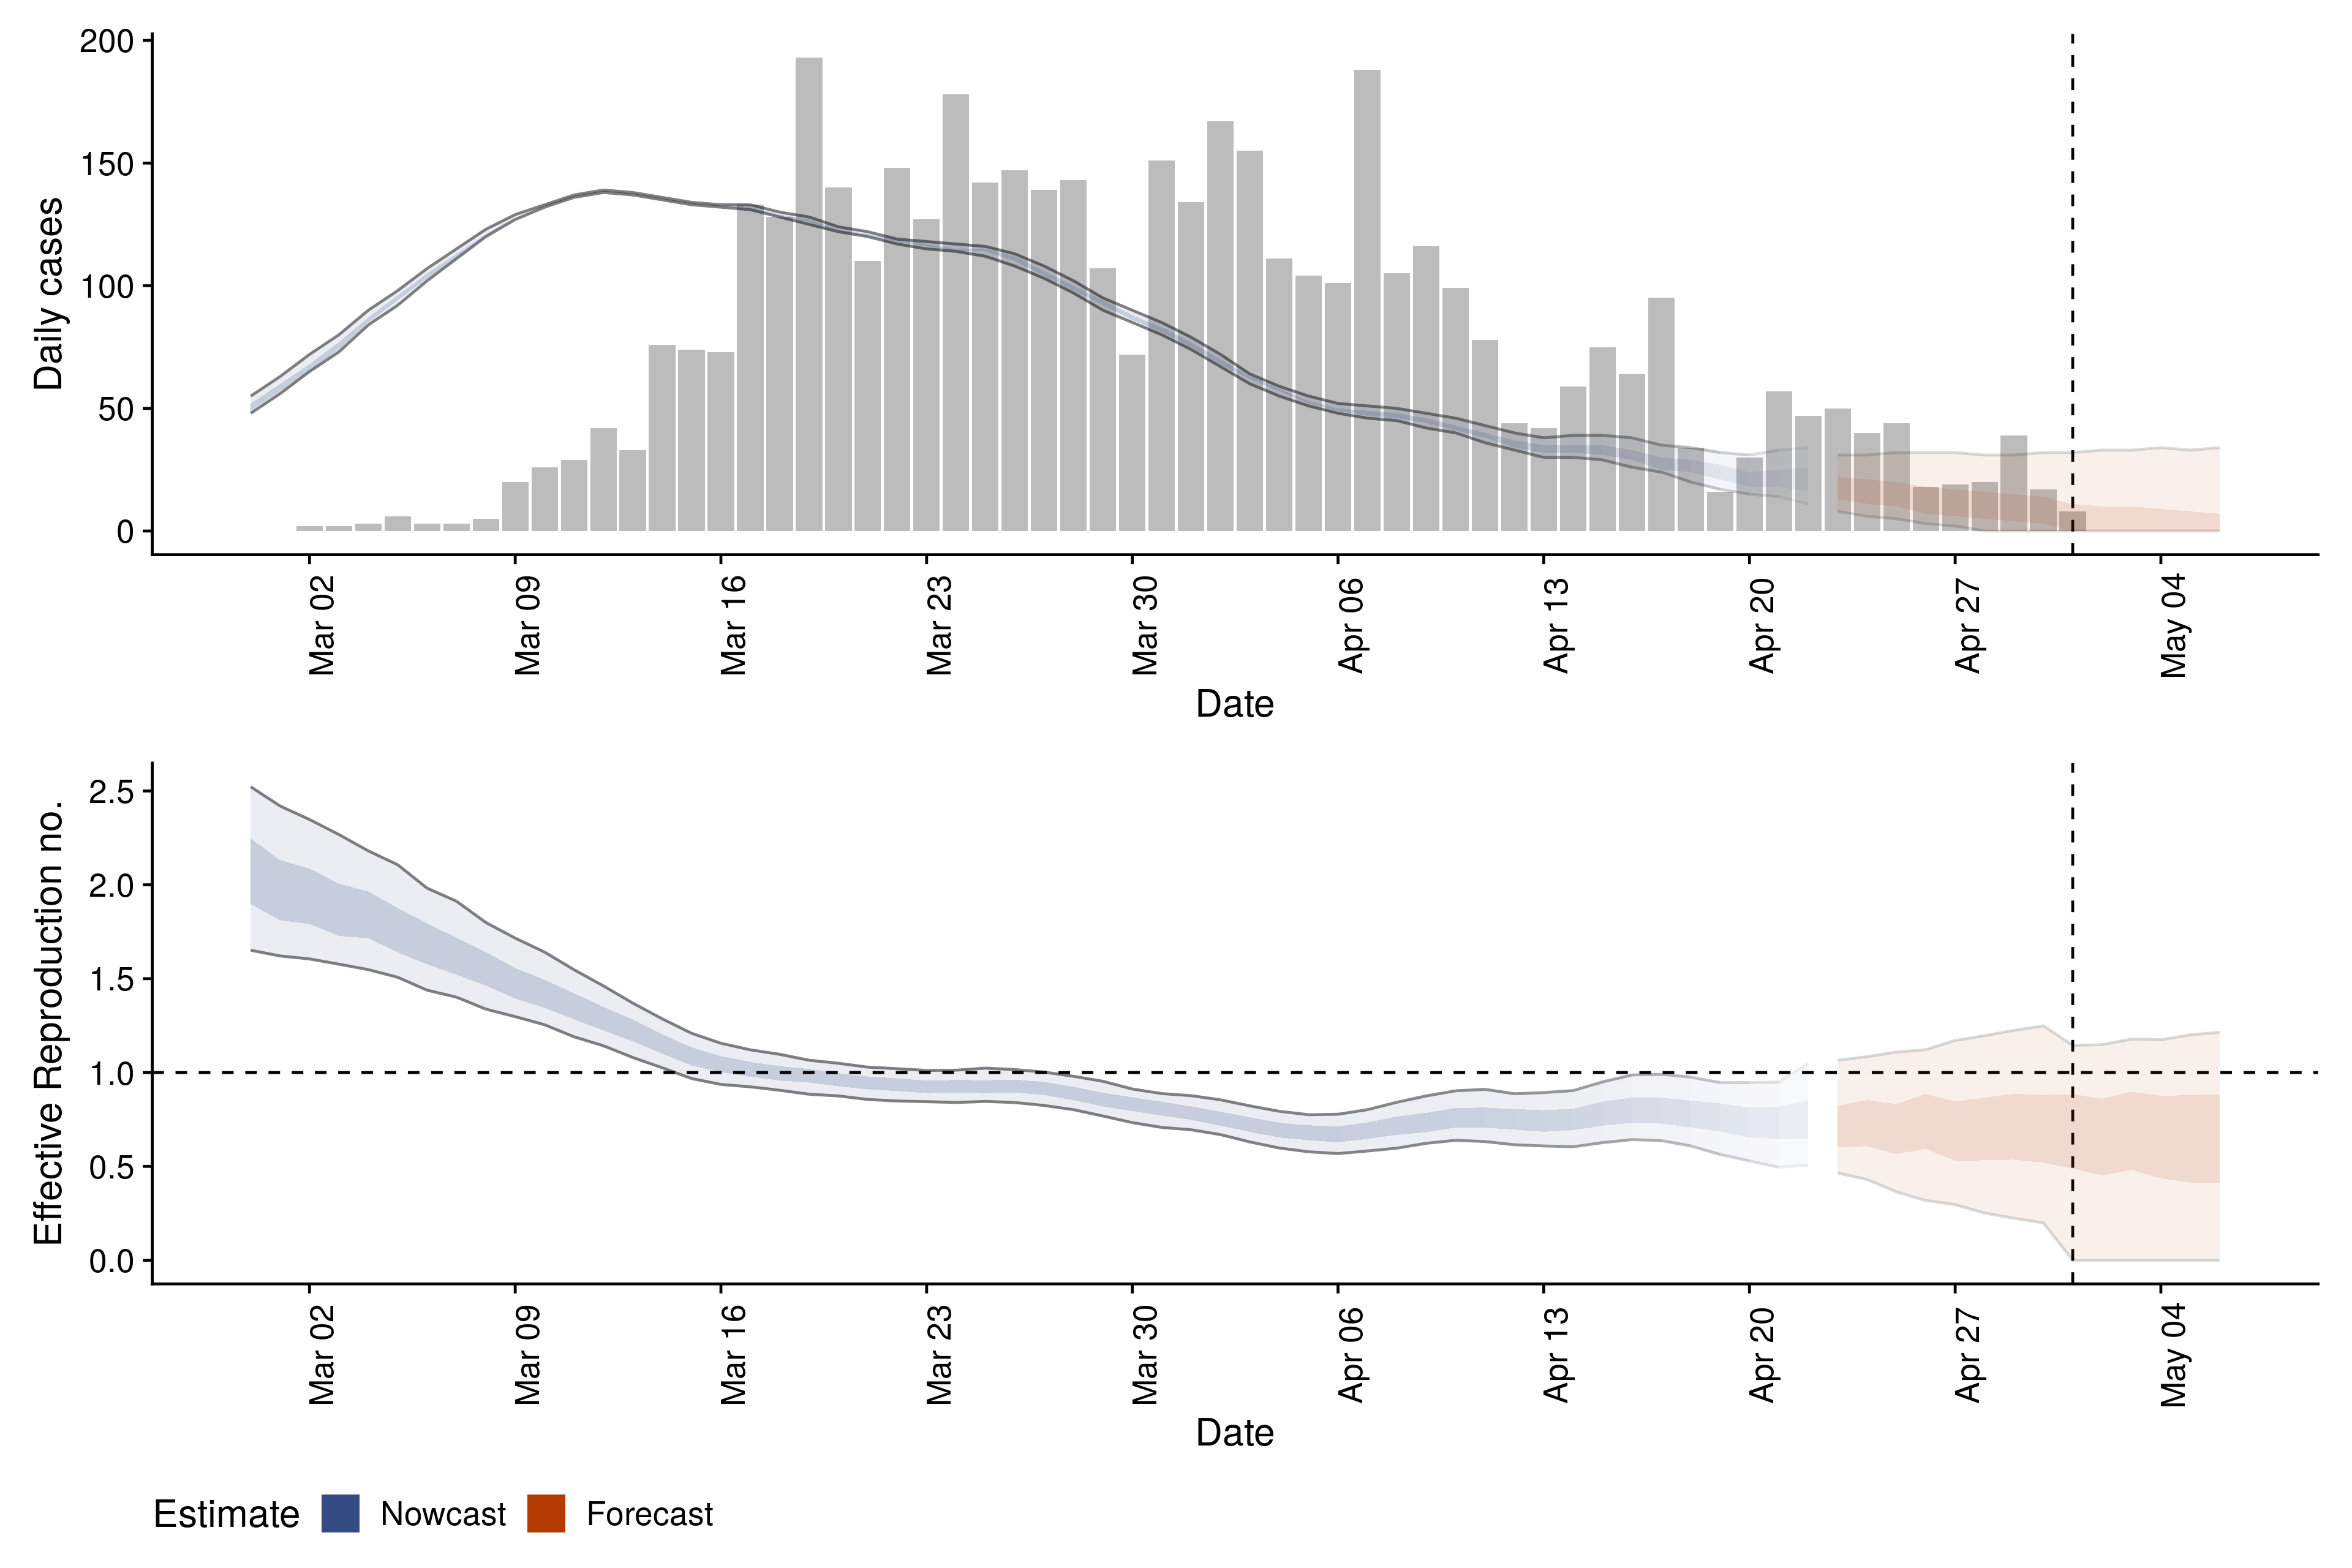 Daily cases
200
150
100
50
0
Mar 02 Mar 09 Mar 16 Mar 23 Mar 30 Apr 06 Apr 13 Apr 20 Apr 27 May 04
Date
Effective Reproduction no.
2.5
2.0
1.5
1.0
0.5
0.0
Mar 02 Mar 09 Mar 16 Mar 23 Mar 30 Apr 06 Apr 13 Apr 20 Apr 27 May 04
Date
Estimate Nowcast Forecast